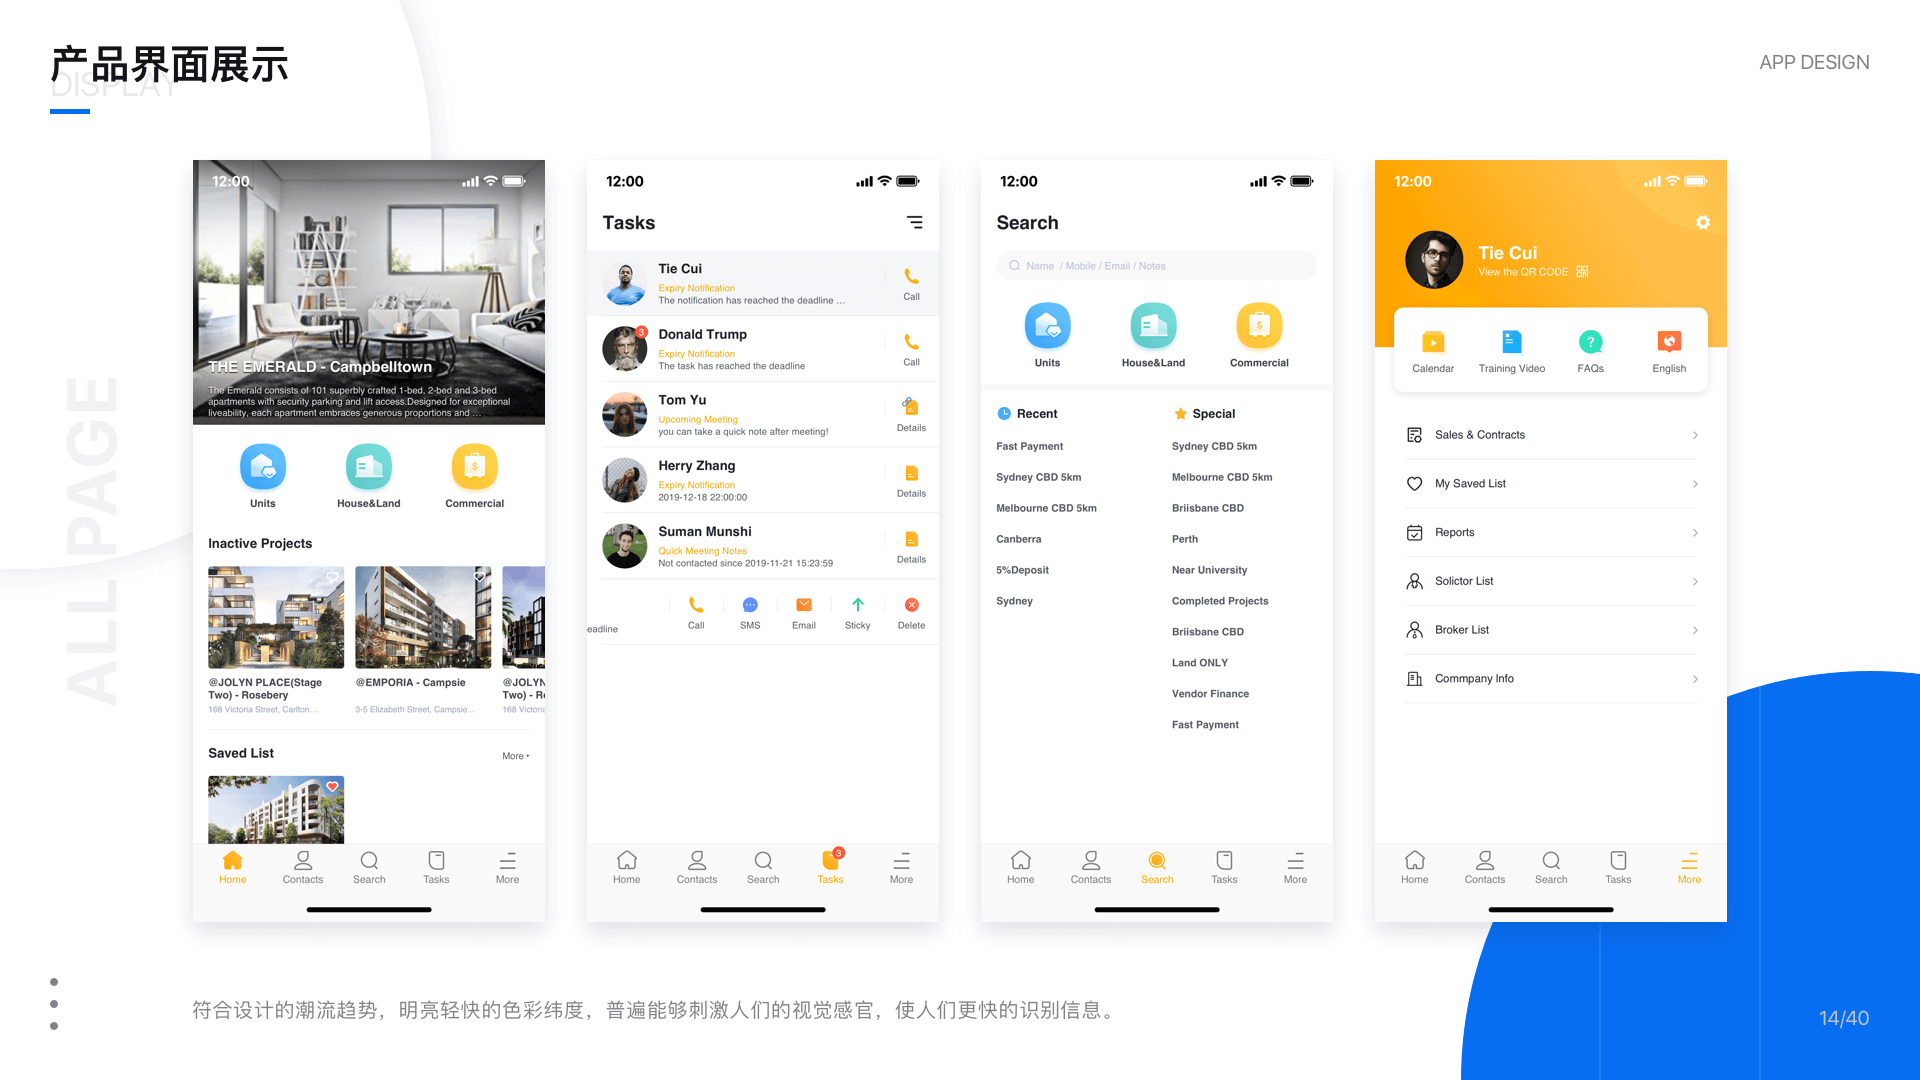 产品界面展示
DISPLAY
APP DESIGN
ALL PAGE
12:00
THE EMERALD - Campbelltown
The Emerald consists of 101 superbly crafted 1-bed, 2-bed and 3-bed
apartments with security parking and lift access.Designed for exceptional
liveability, each apartment embraces generous proportions and ...
Units
House&Land
Commercial
Inactive Projects
@JOLYN PLACE(Stage
Two) - Rosebery
168 Victoria Street, Carlton...
@EMPORIA - Campsie
3-5 Elizabeth Street, Campsie...
@JOLYN
Two) - R
168 Victoria
Saved List
More
Home
Contacts
Search
Tasks
More
12:00
Tasks
Tie Cui
Expiry Notification
The notification has reached the deadline ...
Call
3
Donald Trump
Expiry Notification
The task has reached the deadline
Call
Tom Yu
Upcoming Meeting
you can take a quick note after meeting!
Details
Herry Zhang
Expiry Notification
2019-12-18 22:00:00
Details
Suman Munshi
Quick Meeting Notes
Not contacted since 2019-11-21 15:23:59
Details
eadline
Call
SMS
Email
Sticky
Delete
Home
Contacts
Search
3
Tasks
More
12:00
Search
Name / Mobile / Email / Notes
Units
House&Land
Commercial
Recent
Fast Payment
Sydney CBD 5km
Melbourne CBD 5km
Canberra
5%Deposit
Sydney
Special
Sydney CBD 5km
Melbourne CBD 5km
Briisbane CBD
Perth
Near University
Completed Projects
Briisbane CBD
Land ONLY
Vendor Finance
Fast Payment
Home
Contacts
Search
Tasks
More
12:00
Tie Cui
View the QR CODE
Calendar
Training Video
FAQs
English
Sales & Contracts
My Saved List
Reports
Solictor List
Broker List
Commpany Info
Home
Contacts
Search
Tasks
More
符合设计的潮流趋势，明亮轻快的色彩纬度，普遍能够刺激人们的视觉感官，使人们更快的识别信息。
14/40